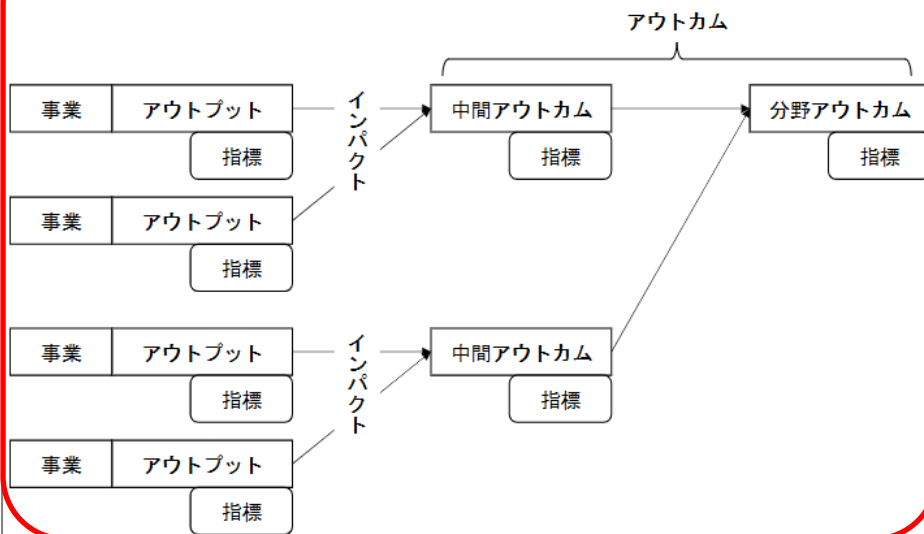 アウトカム
事業 アウトプット インパクト 中間アウトカム 分野アウトカム
指標 指標 指標
事業 アウトプット
指標
事業 アウトプット インパクト 中間アウトカム
指標 指標
事業 アウトプット
指標